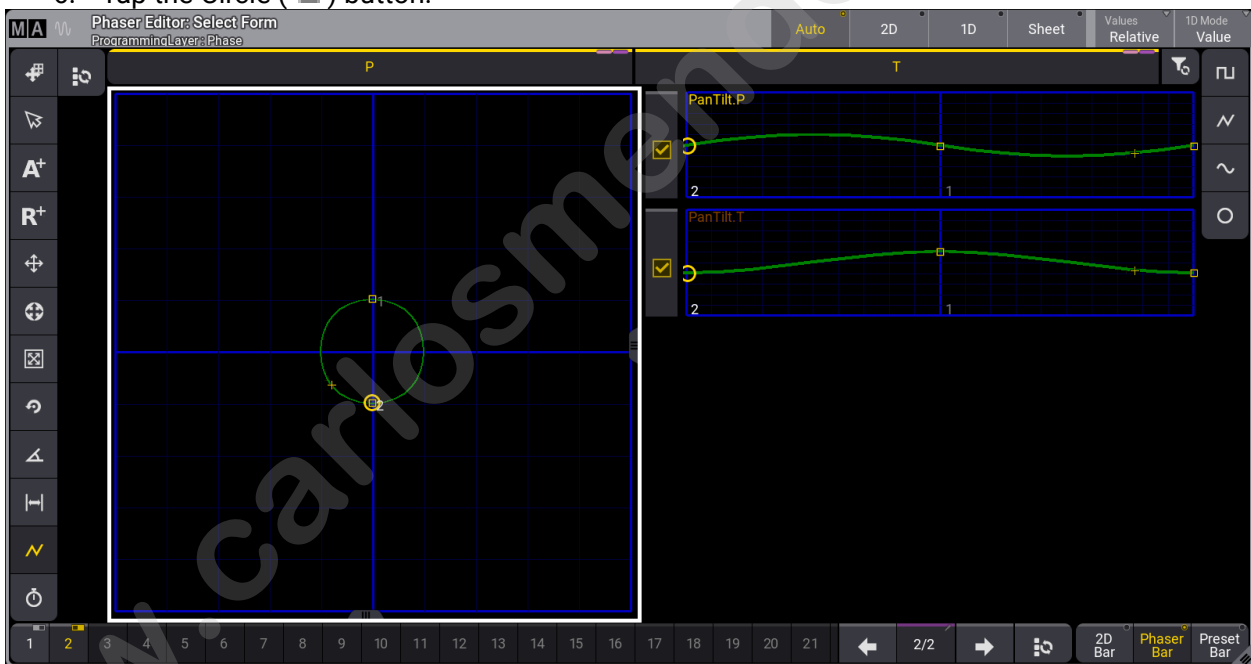 Tap the Circle ( ) button.
MA Phaser Editor: Select Form
ProgrammingLayer: Phase
Auto 2D 1D Sheet Values Relative 1D Mode Value
P T
PanTilt.P
2 1
PanTilt.T
2 1
A+
R+
1
2
1 2 3 4 5 6 7 8 9 10 11 12 13 14 15 16 17 18 19 20 21 2/2 2D Bar Phaser Bar Preset Bar
w.carlosmendo